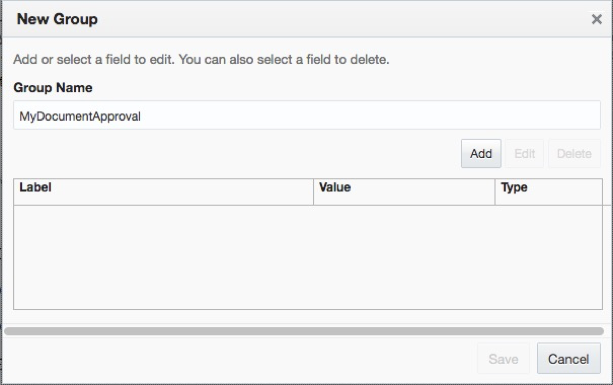 New Group
Add or select a field to edit. You can also select a field to delete.
Group Name
MyDocumentApproval
Add Edit Delete
Label Value Type
Save Cancel